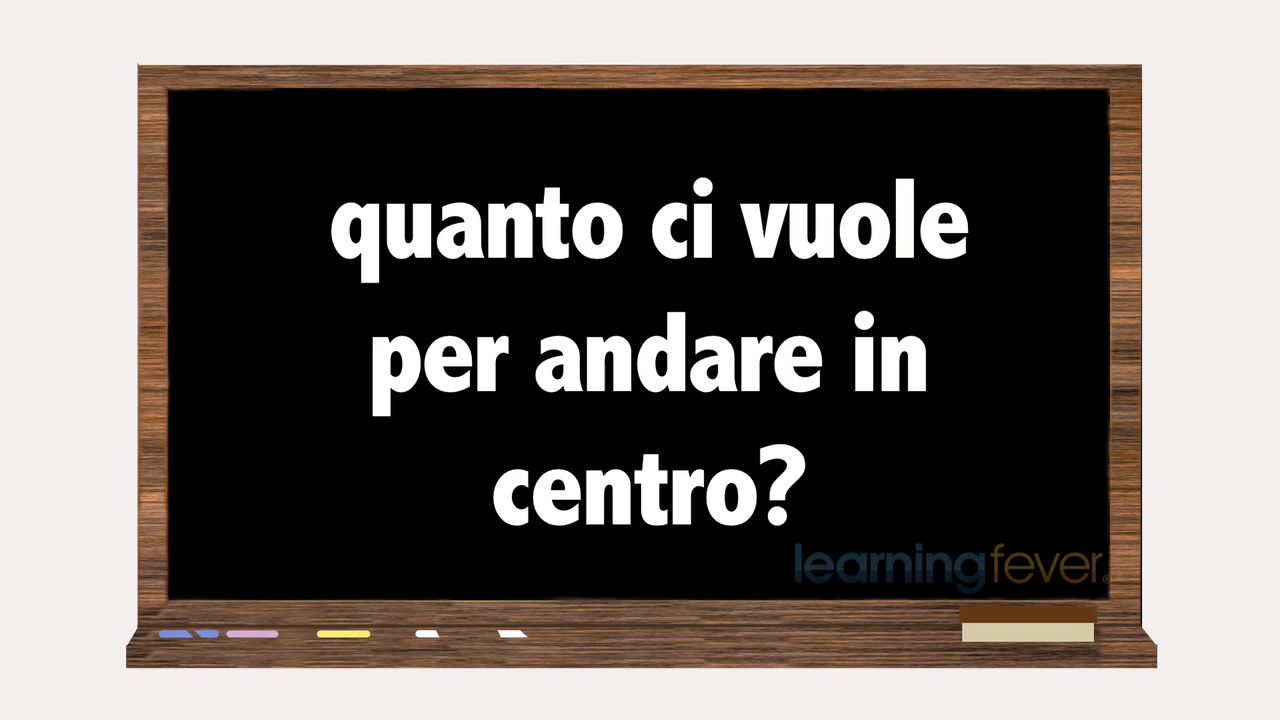 quanto ci vuole
per andare in
centro?
learningfever®